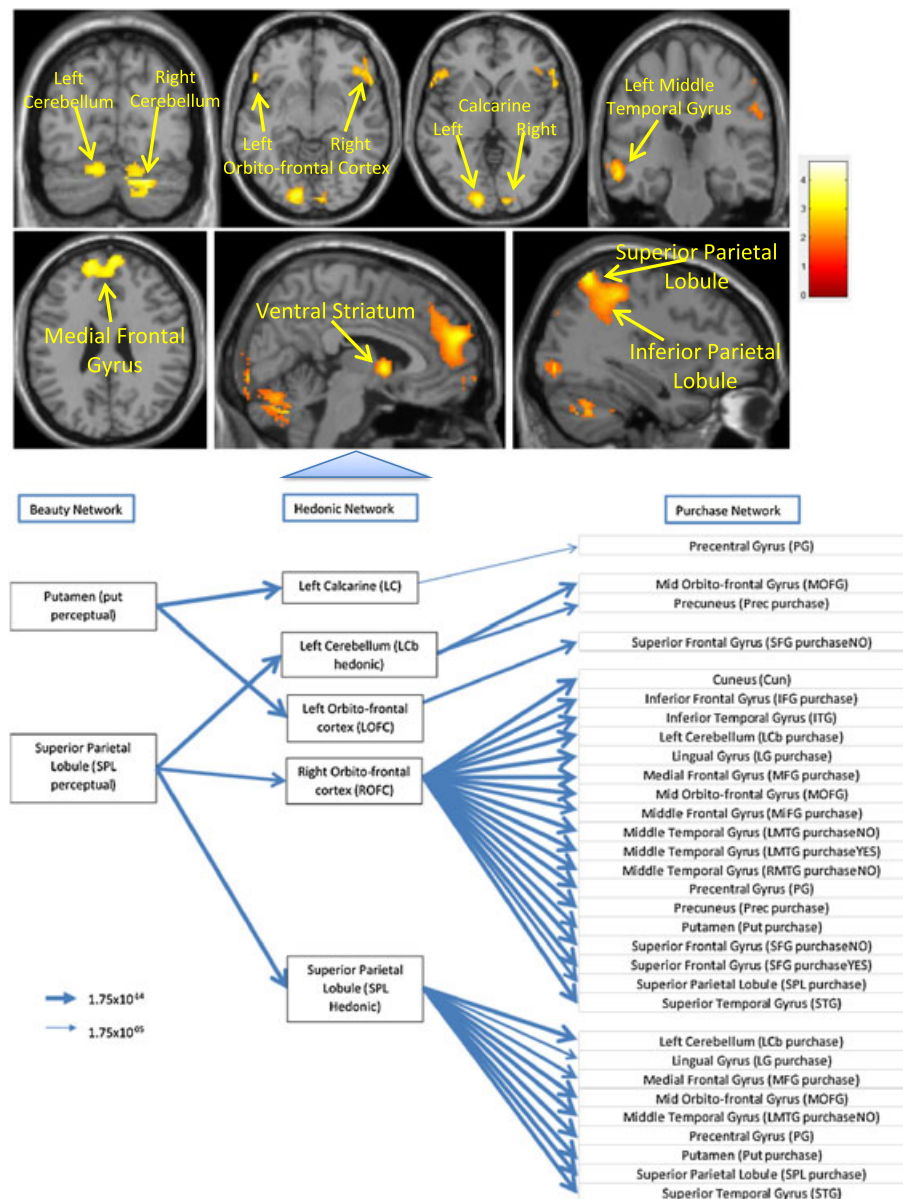 Left
Cerebellum
Right
Cerebellum
Left
Right
Orbito-frontal Cortex
Calcarine
Left
Right
Left Middle
Temporal Gyrus
4
3
2
1
0
Medial Frontal
Gyrus
Ventral Striatum
Superior Parietal
Lobule
Inferior Parietal
Lobule
Beauty Network
Hedonic Network
Purchase Network
Putamen (put
perceptual)
Superior Parietal
Lobule (SPL
perceptual)
Left Calcarine (LC)
Left Cerebellum (LCb
hedonic)
Left Orbito-frontal
cortex (LOFC)
Right Orbito-frontal
cortex (ROFC)
Superior Parietal
Lobule (SPL
Hedonic)
Precentral Gyrus (PG)
Mid Orbito-frontal Gyrus (MOFG)
Precuneus (Prec purchase)
Superior Frontal Gyrus (SFG purchaseNO)
Cuneus (Cun)
Inferior Frontal Gyrus (IFG purchase)
Inferior Temporal Gyrus (ITG)
Left Cerebellum (LCb purchase)
Lingual Gyrus (LG purchase)
Medial Frontal Gyrus (MFG purchase)
Mid Orbito-frontal Gyrus (MOFG)
Middle Frontal Gyrus (MiFG purchase)
Middle Temporal Gyrus (LMTG purchaseNO)
Middle Temporal Gyrus (LMTG purchaseYES)
Middle Temporal Gyrus (RMTG purchaseNO)
Precentral Gyrus (PG)
Precuneus (Prec purchase)
Putamen (Put purchase)
Superior Frontal Gyrus (SFG purchaseNO)
Superior Frontal Gyrus (SFG purchaseYES)
Superior Parietal Lobule (SPL purchase)
Superior Temporal Gyrus (STG)
Left Cerebellum (LCb purchase)
Lingual Gyrus (LG purchase)
Medial Frontal Gyrus (MFG purchase)
Mid Orbito-frontal Gyrus (MOFG)
Middle Temporal Gyrus (LMTG purchaseNO)
Precentral Gyrus (PG)
Putamen (Put purchase)
Superior Parietal Lobule (SPL purchase)
Superior Temporal Gyrus (STG)
1.75x10⁻¹⁴
1.75x10⁻⁰⁵